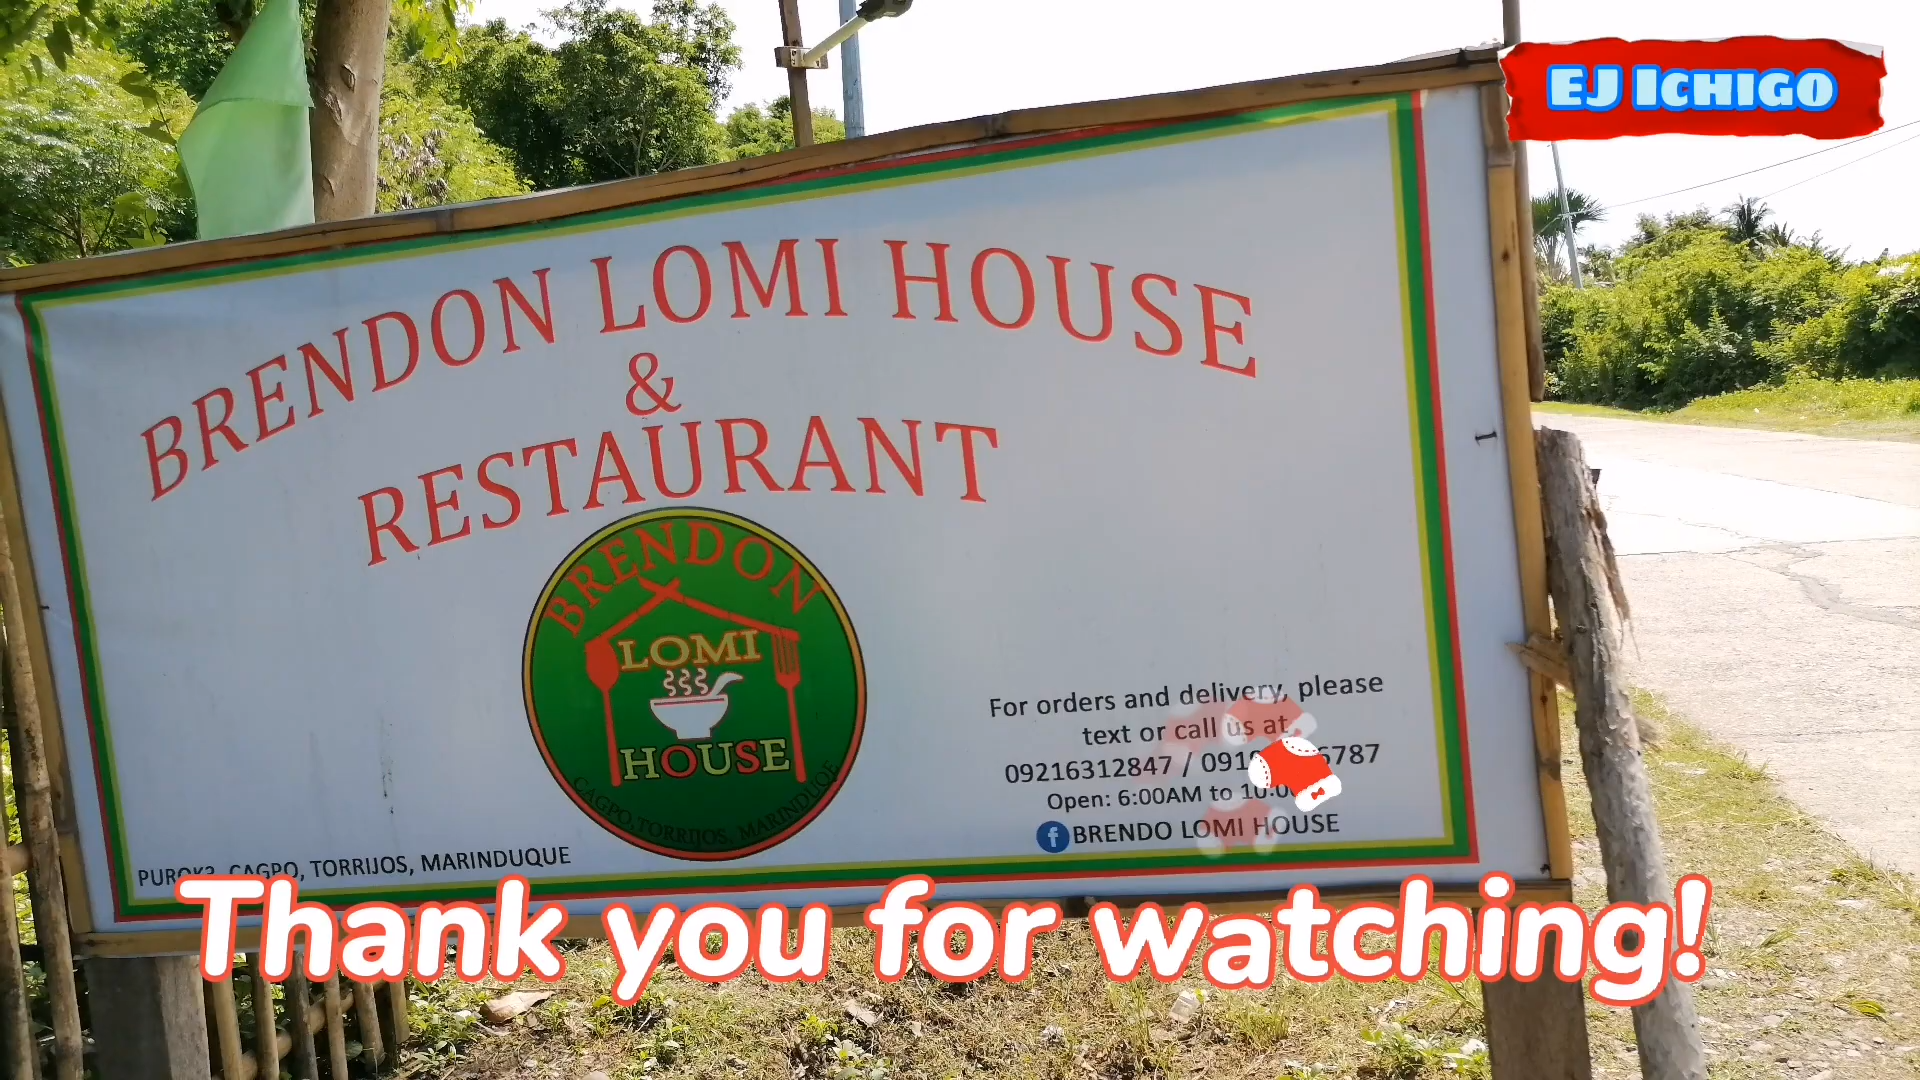 EJ ICHIGO
BRENDON LOMI HOUSE
&
RESTAURANT
BRENDON
LOMI
HOUSE
CAGPO, TORRIJOS, MARINDUQUE
For orders and delivery, please
text or call us at
09216312847 /
Open: 6:00AM to
f BRENDO LOMI HOUSE
CAGPO, TORRIJOS, MARINDUQUE
Thank you for watching!